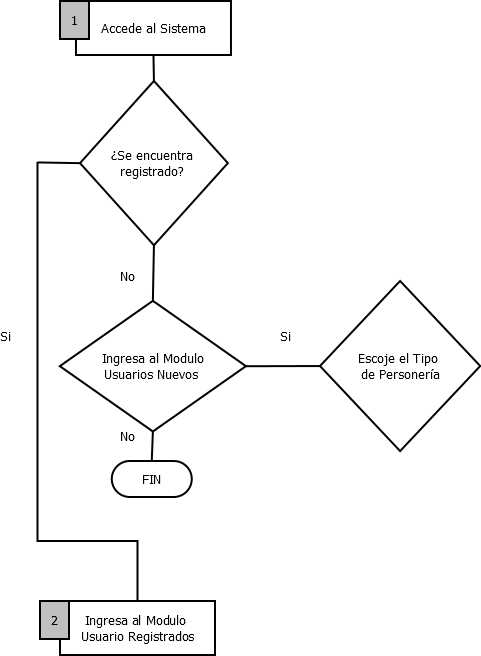 1
Accede al Sistema
¿Se encuentra
registrado?
No
Si
Ingresa al Modulo
Usuarios Nuevos
Si
Escoje el Tipo
de Personería
No
FIN
2
Ingresa al Modulo
Usuario Registrados